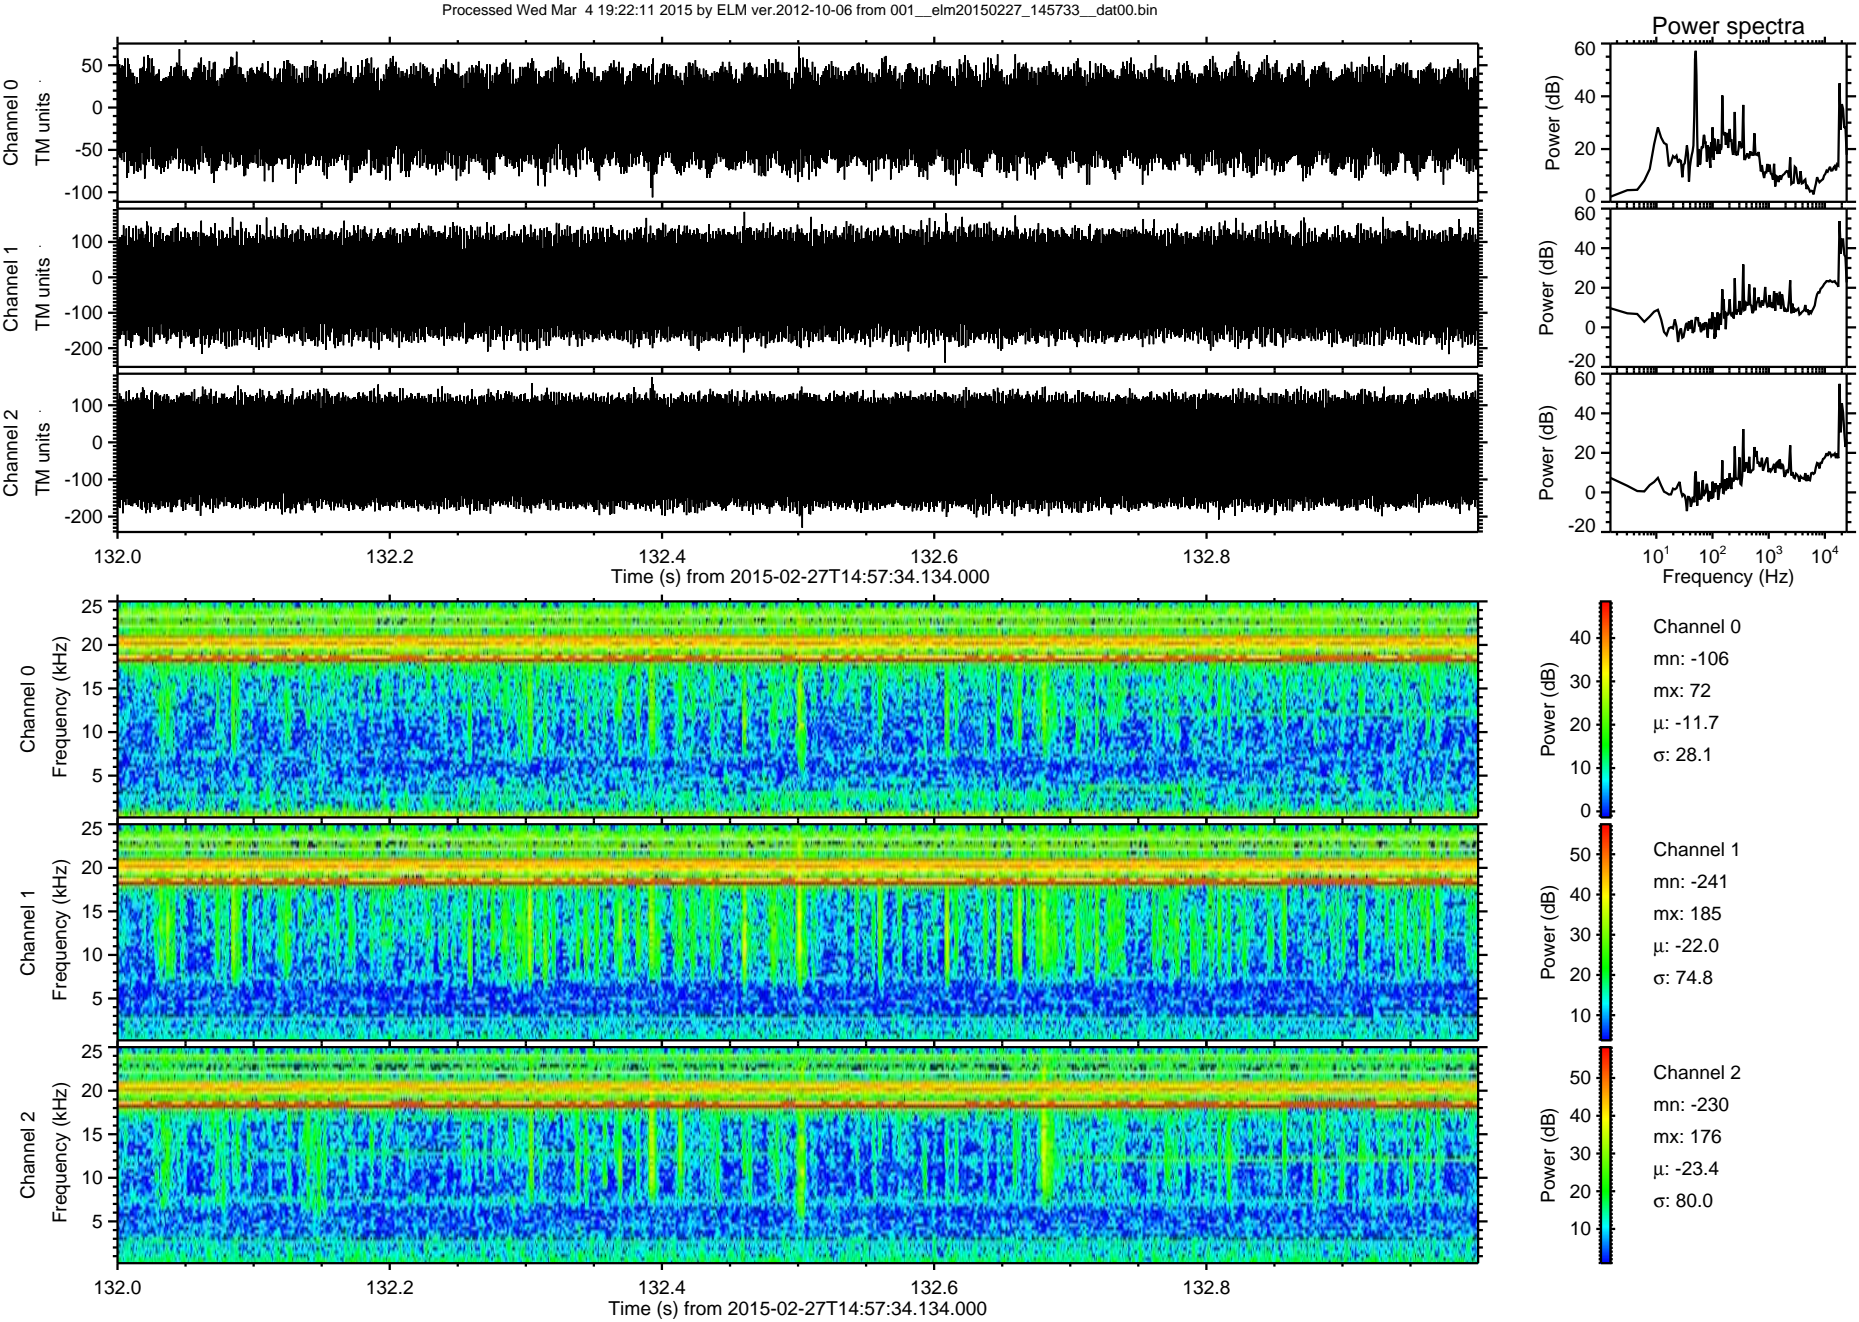 Processed Wed Mar 4 19:22:11 2015 by ELM ver.2012-10-06 from 001__elm20150227_145733__dat00.bin
Power spectra
Channel 0
TM units
50
0
-50
-100
Power (dB)
60
40
20
0
Channel 1
TM units
100
0
-100
-200
Power (dB)
60
40
20
0
-20
Channel 2
TM units
100
0
-100
-200
Power (dB)
60
40
20
0
-20
132.0 132.2 132.4 132.6 132.8
Time (s) from 2015-02-27T14:57:34.134.000
10^1 10^2 10^3 10^4
Frequency (Hz)
Channel 0
Frequency (kHz)
25
20
15
10
5
Power (dB)
40
30
20
10
0
Channel 0
mn: -106
mx: 72
μ: -11.7
σ: 28.1
Channel 1
Frequency (kHz)
25
20
15
10
5
Power (dB)
50
40
30
20
10
Channel 1
mn: -241
mx: 185
μ: -22.0
σ: 74.8
Channel 2
Frequency (kHz)
25
20
15
10
5
Power (dB)
50
40
30
20
10
Channel 2
mn: -230
mx: 176
μ: -23.4
σ: 80.0
132.0 132.2 132.4 132.6 132.8
Time (s) from 2015-02-27T14:57:34.134.000